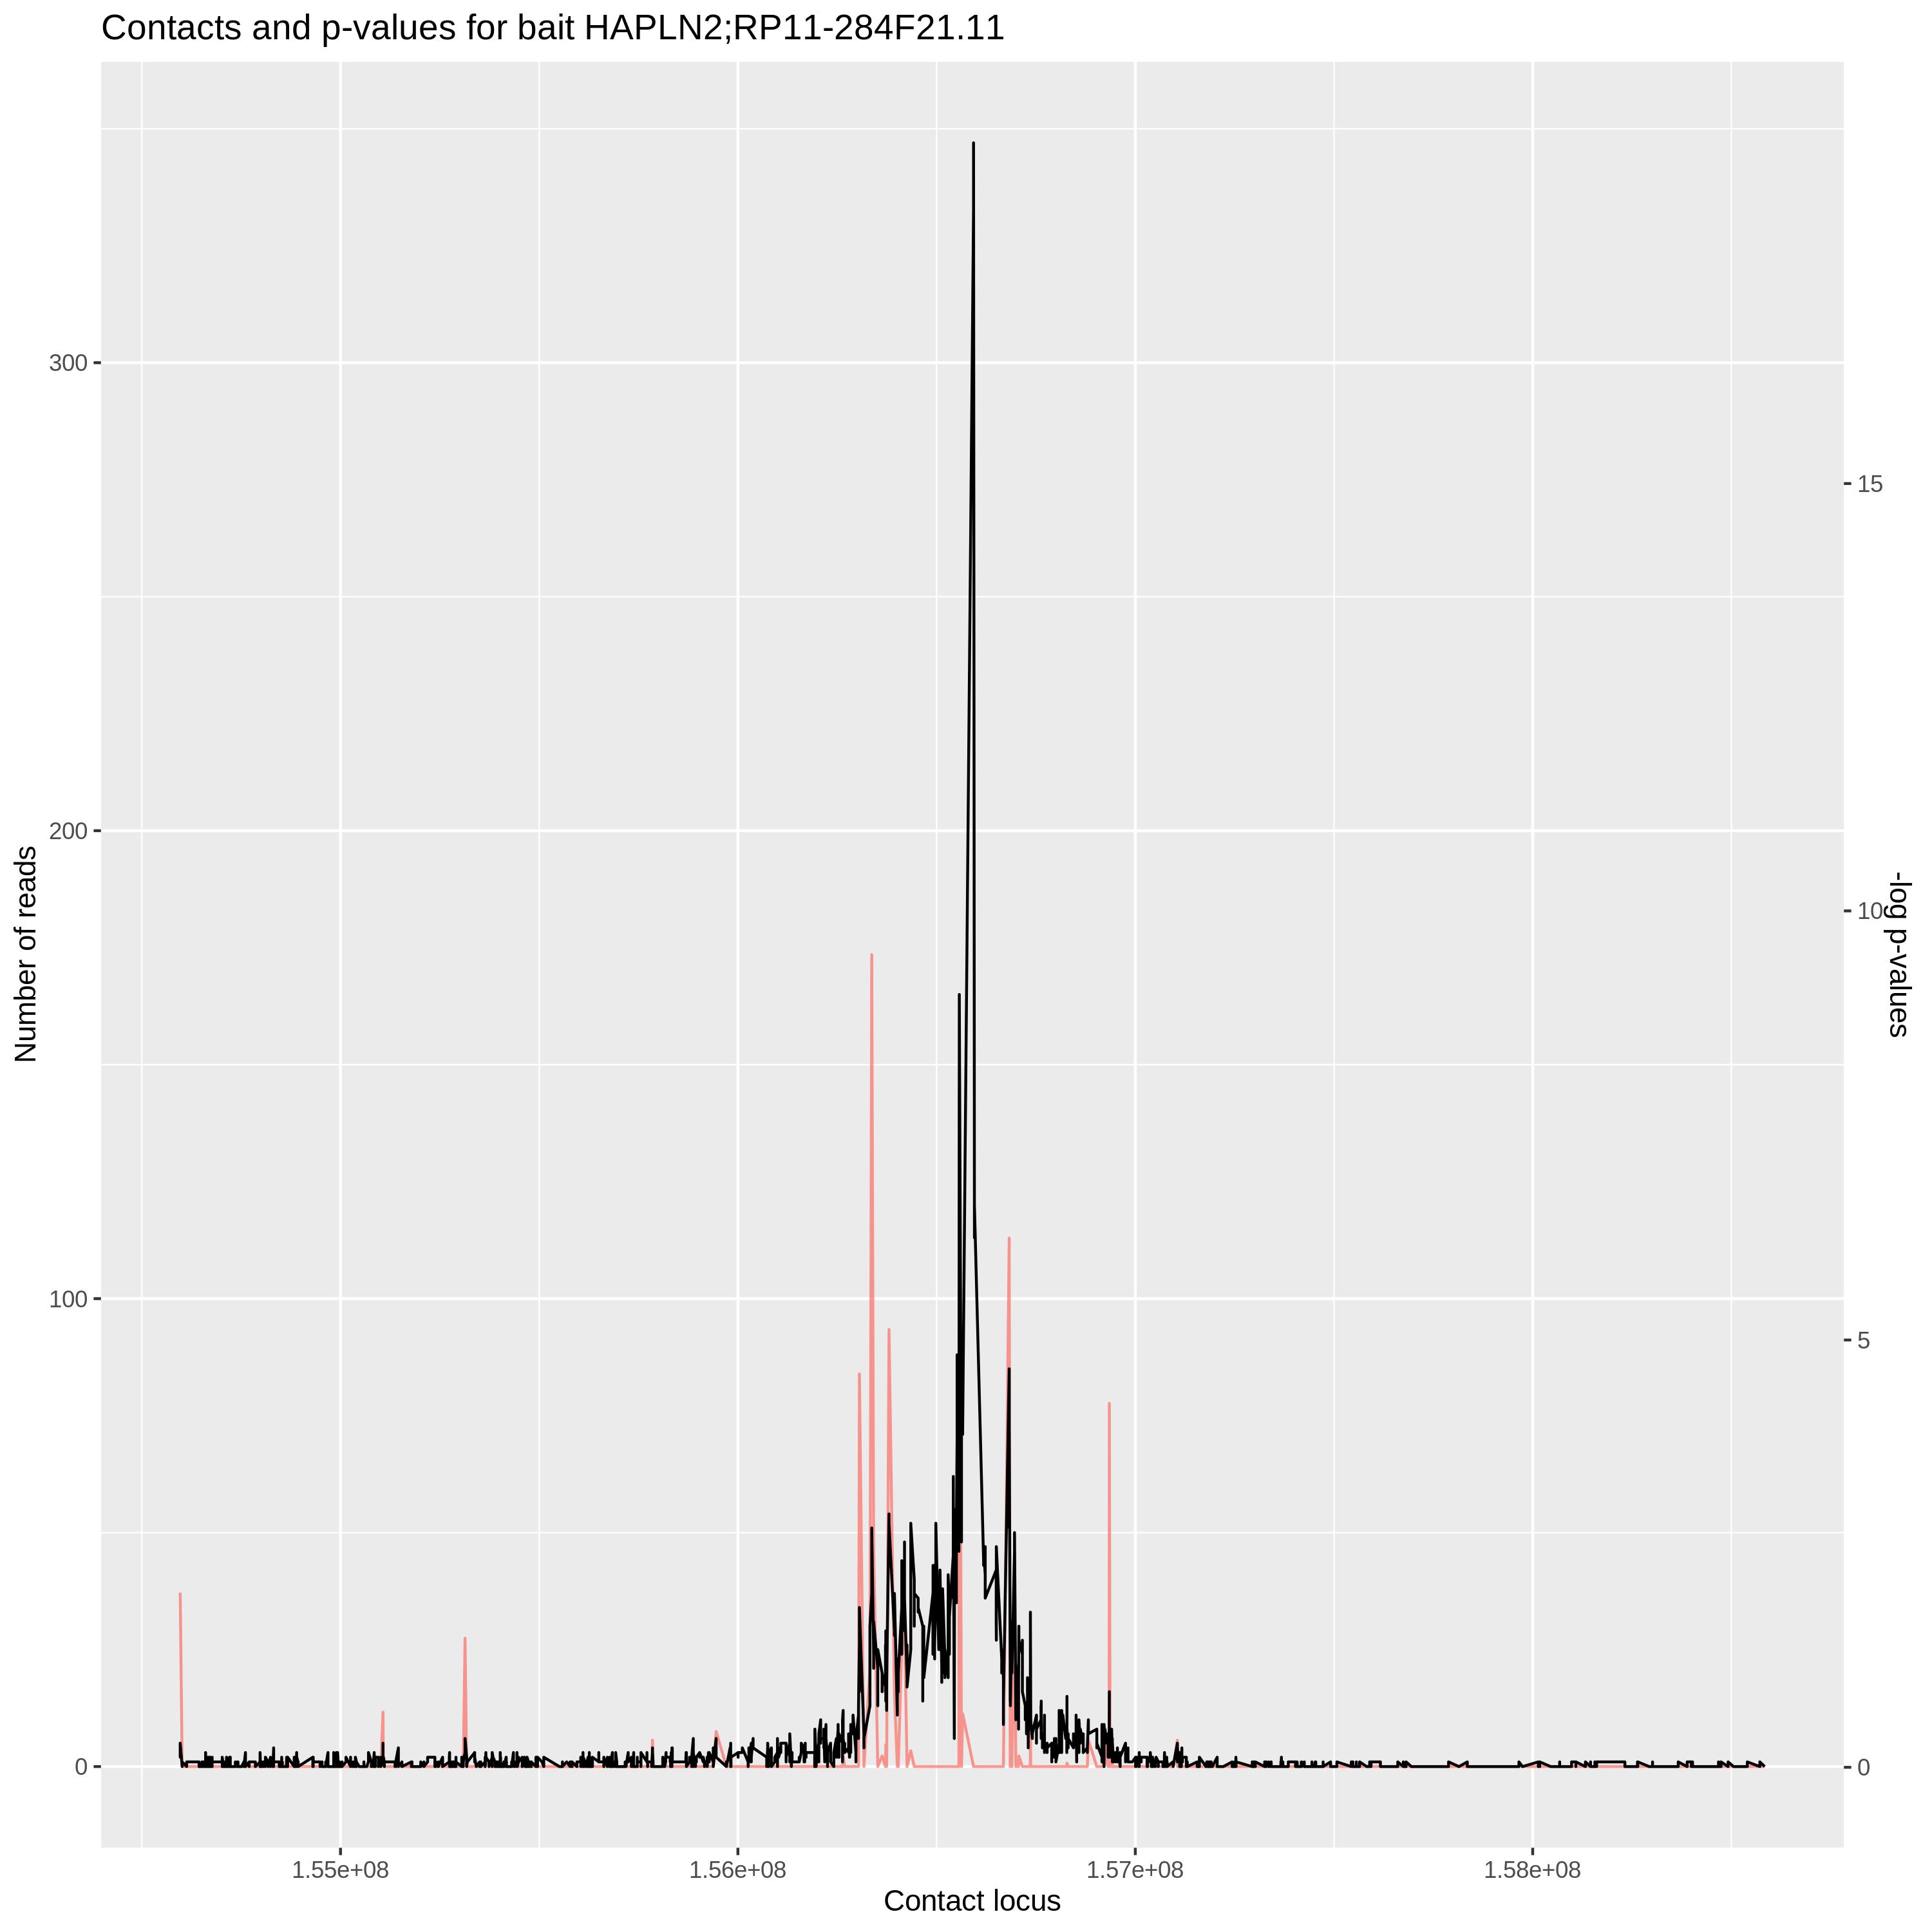 Contacts and p-values for bait HAPLN2;RP11-284F21.11
300
200
100
0
Number of reads
15
10
5
0
-log p-values
1.55e+08
1.56e+08
1.57e+08
1.58e+08
Contact locus